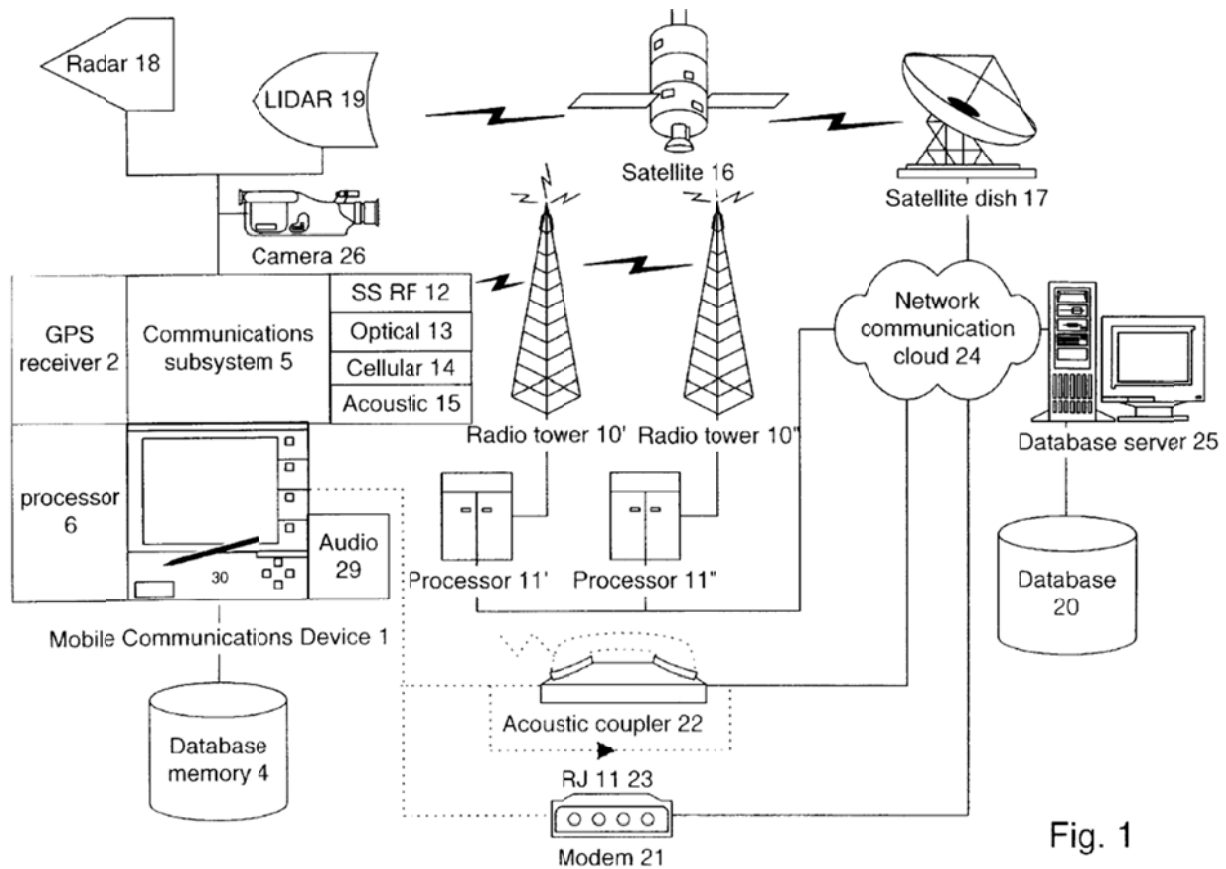 Radar 18
LIDAR 19
Satellite 16
Satellite dish 17
Camera 26
GPS
receiver 2
Communications
subsystem 5
SS RF 12
Optical 13
Cellular 14
Acoustic 15
Network
communication
cloud 24
Radio tower 10'
Radio tower 10"
Database server 25
processor
6
30
Audio
29
Processor 11'
Processor 11"
Database
20
Mobile Communications Device 1
Acoustic coupler 22
Database
memory 4
RJ 11 23
Modem 21
Fig. 1